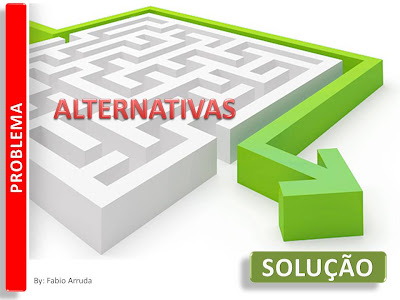 PROBLEMA
ALTERNATIVAS
SOLUÇÃO
By: Fabio Arruda